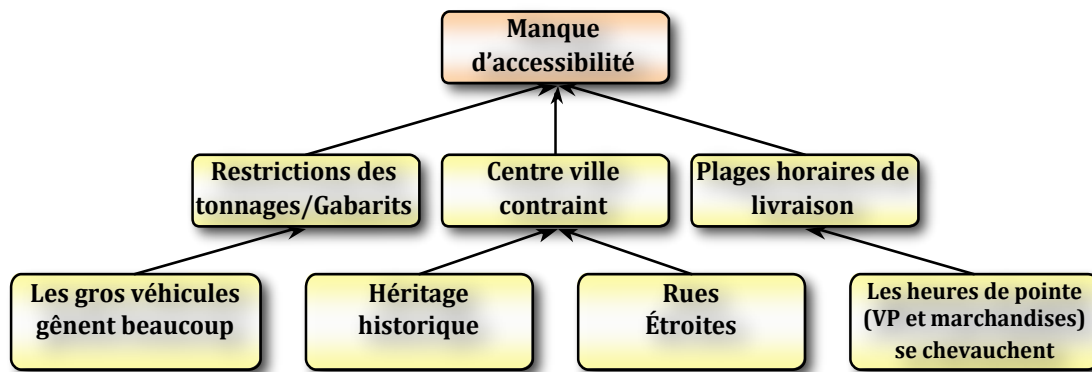 Manque
d’accessibilité
Restrictions des
tonnages/Gabarits
Centre ville
contraint
Plages horaires de
livraison
Les gros véhicules
gênent beaucoup
Héritage
historique
Rues
Étroites
Les heures de pointe
(VP et marchandises)
se chevauchent